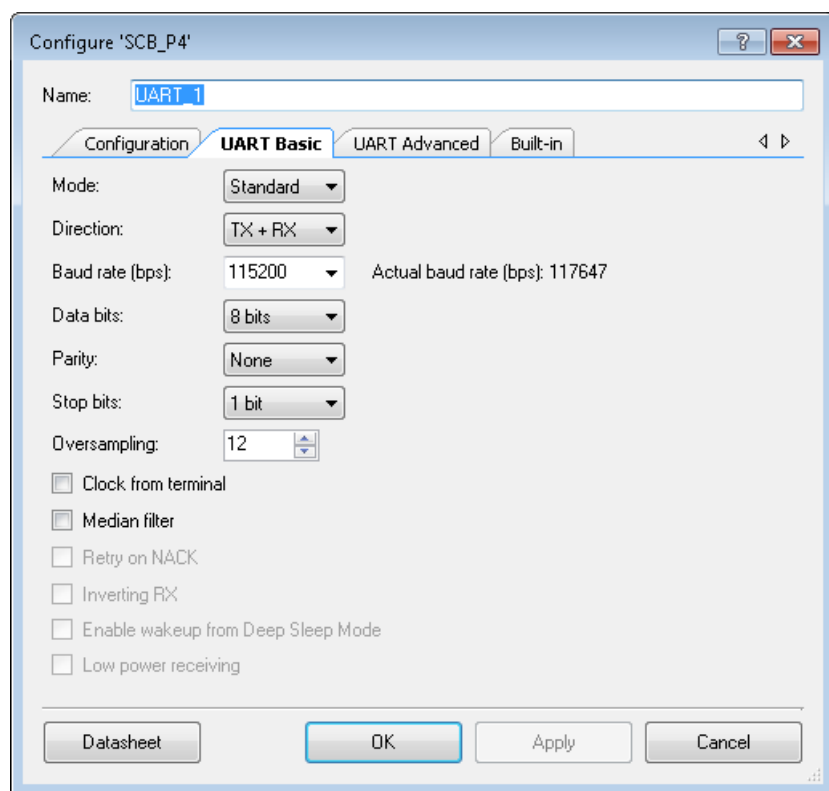 Configure 'SCB_P4'
Name: UART_1
Configuration UART Basic UART Advanced Built-in
Mode: Standard
Direction: TX + RX
Baud rate (bps): 115200 Actual baud rate (bps): 117647
Data bits: 8 bits
Parity: None
Stop bits: 1 bit
Oversampling: 12
Clock from terminal
Median filter
Retry on NACK
Inverting RX
Enable wakeup from Deep Sleep Mode
Low power receiving
Datasheet OK Apply Cancel